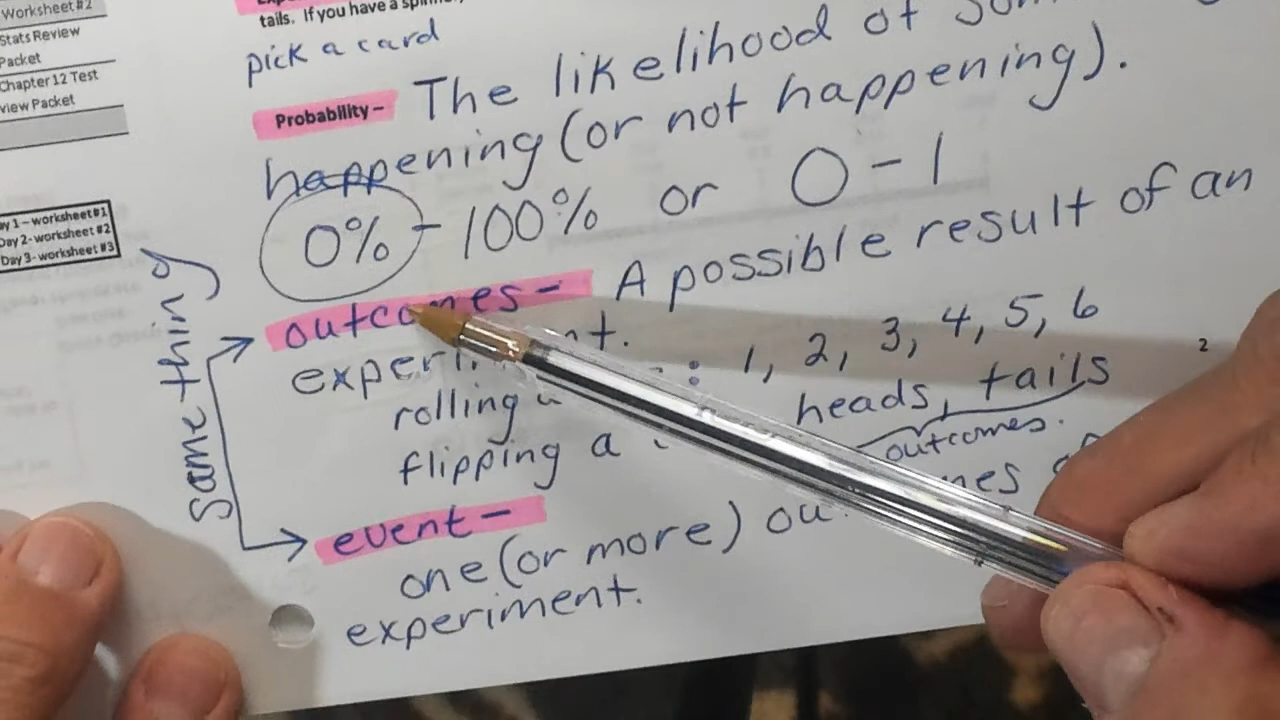 Worksheet #2
Stats Review
Packet
Chapter 12 Test
view Packet
tails. If you have a
pick a card
Probability – The likelihood of
happening (or not happening).
0% - 100% or 0 - 1
ay 1 – worksheet #1
Day 2- worksheet #2
Day 3- worksheet #3
same thing
outcomes - A possible result of an
rolling : 1, 2, 3, 4, 5, 6
flipping a heads, tails
outcomes.
2
event -
one (or more)
experiment.